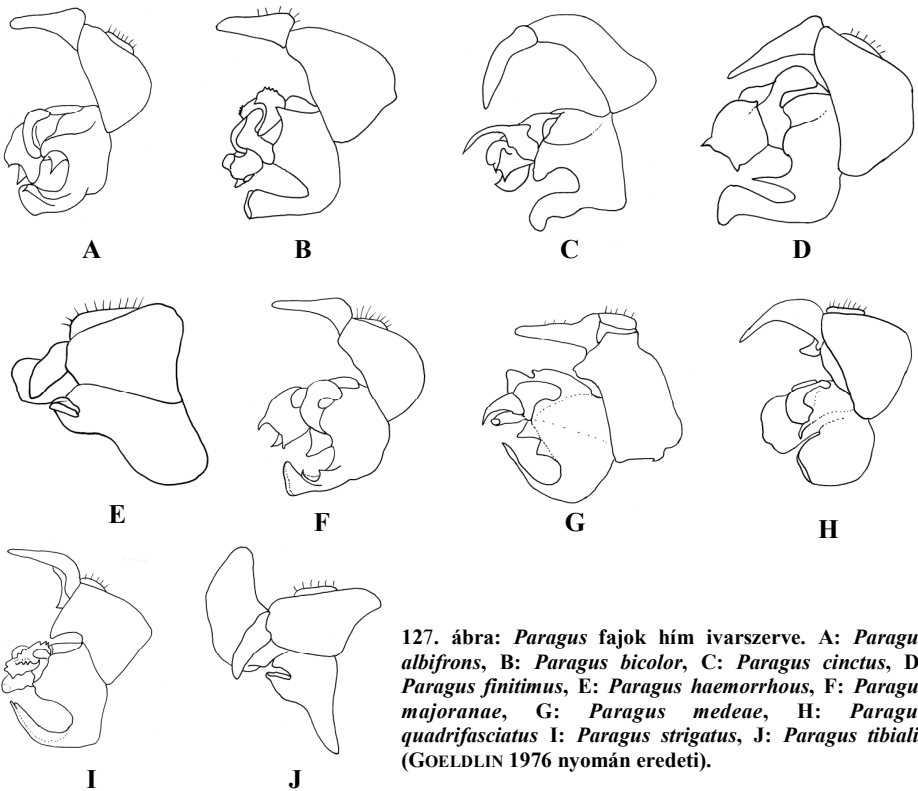 A B C D
E F G H
I J
127. ábra: Paragus fajok hím ivarszerve. A: Paragu
albifrons, B: Paragus bicolor, C: Paragus cinctus, D
Paragus finitimus, E: Paragus haemorrhous, F: Paragu
majoranae, G: Paragus medeae, H: Paragu
quadrifasciatus I: Paragus strigatus, J: Paragus tibiali
(GOELDLIN 1976 nyomán eredeti).